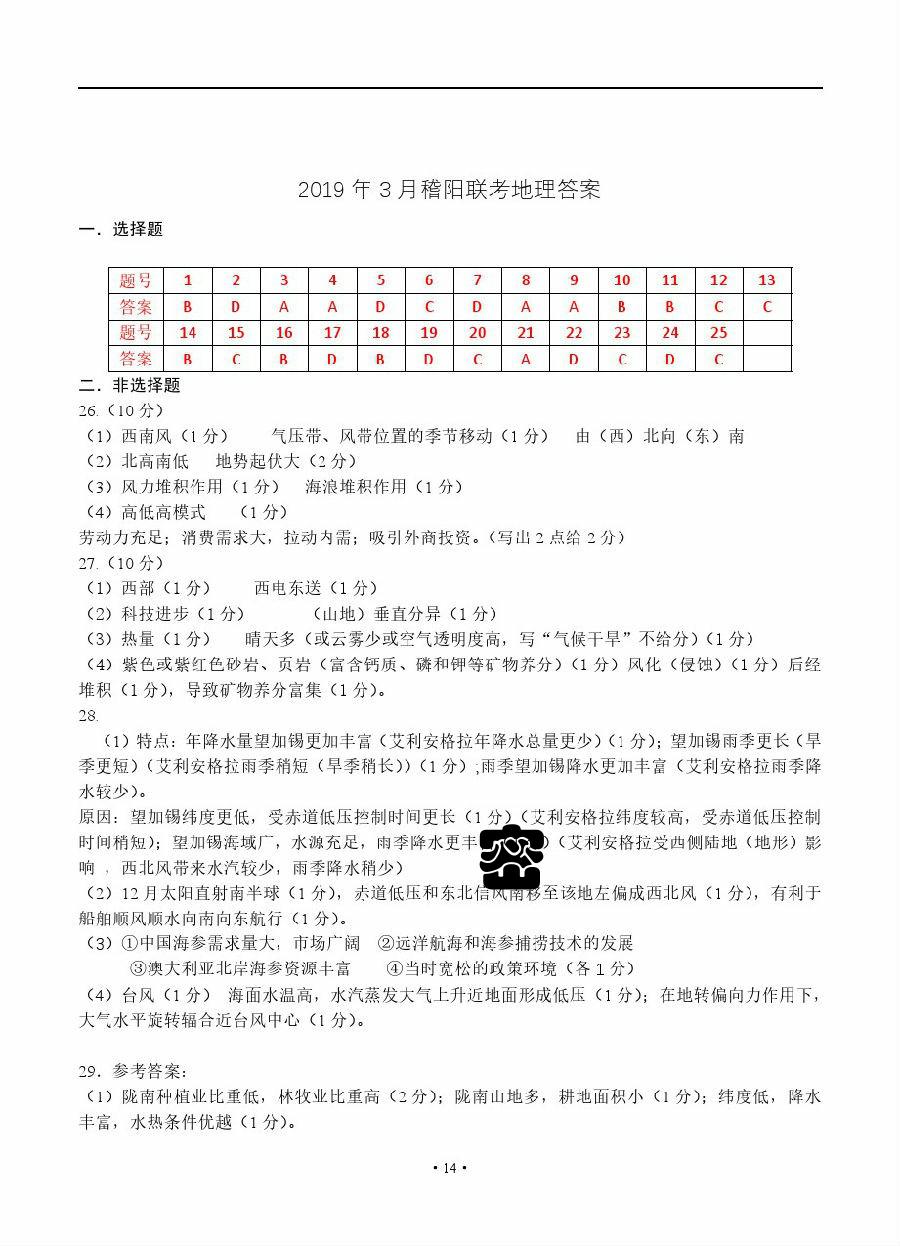 2019 年 3 月稽阳联考地理答案
一．选择题
题号 1 2 3 4 5 6 7 8 9 10 11 12 13
答案 B D A A D C D A A B B C C
题号 14 15 16 17 18 19 20 21 22 23 24 25
答案 B C B D B D C A D C D C
二．非选择题
26.（10 分）
（1）西南风（1 分） 气压带、风带位置的季节移动（1 分） 由（西）北向（东）南
（2）北高南低 地势起伏大（2 分）
（3）风力堆积作用（1 分） 海浪堆积作用（1 分）
（4）高低高模式 （1 分）
劳动力充足；消费需求大，拉动内需；吸引外商投资。（写出 2 点给 2 分）
27.（10 分）
（1）西部（1 分） 西电东送（1 分）
（2）科技进步（1 分） （山地）垂直分异（1 分）
（3）热量（1 分） 晴天多（或云雾少或空气透明度高，写“气候干旱”不给分）（1 分）
（4）紫色或紫红色砂岩、页岩（富含钙质、磷和钾等矿物养分）（1 分）风化（侵蚀）（1 分）后经
堆积（1 分），导致矿物养分富集（1 分）。
28.
（1）特点：年降水量望加锡更加丰富（艾利安格拉年降水总量更少）（1 分）；望加锡雨季更长（旱
季更短）（艾利安格拉雨季稍短（旱季稍长））（1 分）;雨季望加锡降水更加丰富（艾利安格拉雨季降
水较少）。
原因：望加锡纬度更低，受赤道低压控制时间更长（1 分）（艾利安格拉纬度较高，受赤道低压控制
时间稍短）；望加锡海域广，水源充足，雨季降水更丰 ）（艾利安格拉受西侧陆地（地形）影
响 ，西北风带来水汽较少，雨季降水稍少）
（2）12 月太阳直射南半球（1 分），赤道低压和东北信风南移至该地左偏成西北风（1 分），有利于
船舶顺风顺水向南向东航行（1 分）。
（3）①中国海参需求量大，市场广阔 ②远洋航海和海参捕捞技术的发展
③澳大利亚北岸海参资源丰富 ④当时宽松的政策环境（各 1 分）
（4）台风（1 分） 海面水温高，水汽蒸发大气上升近地面形成低压（1 分）；在地转偏向力作用下，
大气水平旋转辐合近台风中心（1 分）。
29．参考答案：
（1）陇南种植业比重低，林牧业比重高（2 分）；陇南山地多，耕地面积小（1 分）；纬度低，降水
丰富，水热条件优越（1 分）。
· 14 ·